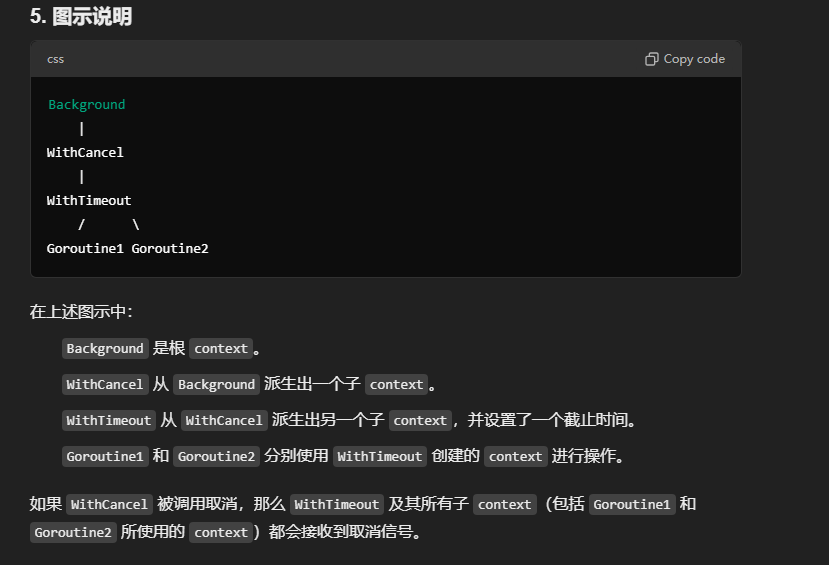 5. 图示说明
css
Copy code
Background
|
WithCancel
|
WithTimeout
/ \
Goroutine1 Goroutine2
在上述图示中：
Background 是根 context。
WithCancel 从 Background 派生出一个子 context。
WithTimeout 从 WithCancel 派生出另一个子 context，并设置了一个截止时间。
Goroutine1 和 Goroutine2 分别使用 WithTimeout 创建的 context 进行操作。
如果 WithCancel 被调用取消，那么 WithTimeout 及其所有子 context（包括 Goroutine1 和
Goroutine2 所使用的 context）都会接收到取消信号。